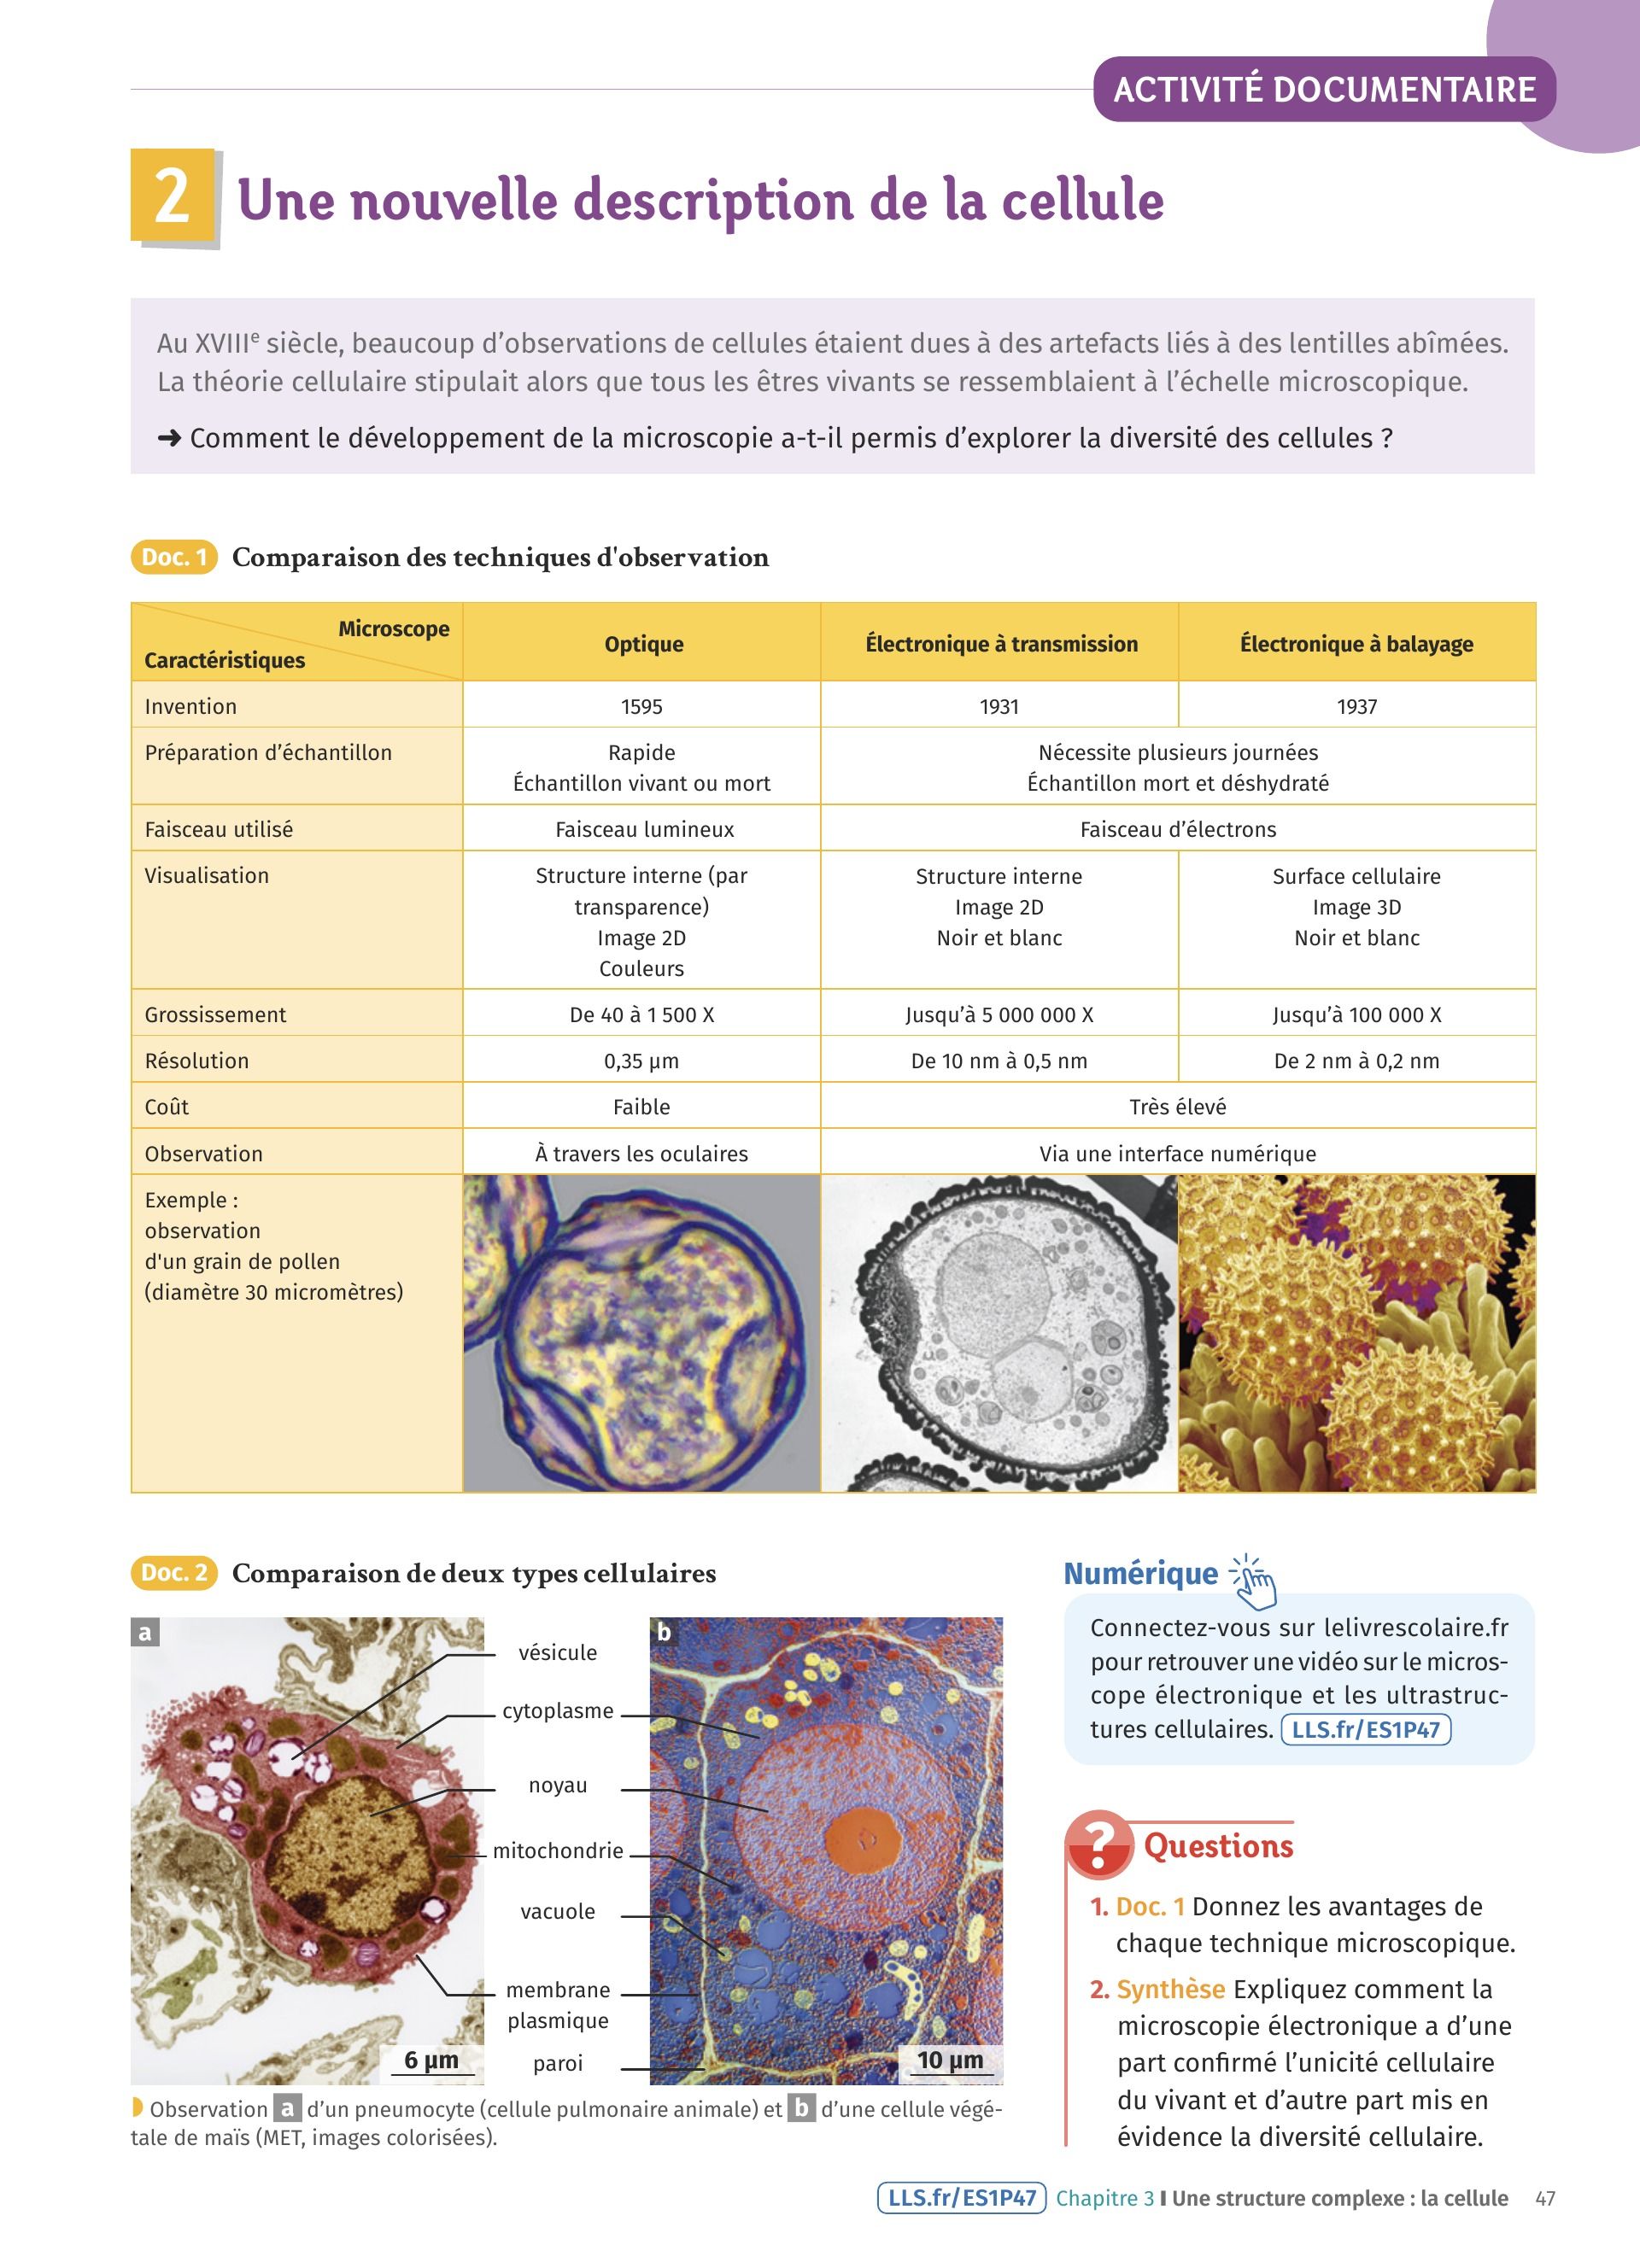 ACTIVITÉ DOCUMENTAIRE
2 Une nouvelle description de la cellule
Au XVIIIe siècle, beaucoup d’observations de cellules étaient dues à des artefacts liés à des lentilles abîmées.
La théorie cellulaire stipulait alors que tous les êtres vivants se ressemblaient à l’échelle microscopique.
➜ Comment le développement de la microscopie a-t-il permis d’explorer la diversité des cellules ?
Doc. 1 Comparaison des techniques d'observation
Microscope
Caractéristiques
Optique
Électronique à transmission
Électronique à balayage
Invention
1595
1931
1937
Préparation d’échantillon
Rapide
Échantillon vivant ou mort
Nécessite plusieurs journées
Échantillon mort et déshydraté
Faisceau utilisé
Faisceau lumineux
Faisceau d’électrons
Visualisation
Structure interne (par
transparence)
Image 2D
Couleurs
Structure interne
Image 2D
Noir et blanc
Surface cellulaire
Image 3D
Noir et blanc
Grossissement
De 40 à 1 500 X
Jusqu’à 5 000 000 X
Jusqu’à 100 000 X
Résolution
0,35 µm
De 10 nm à 0,5 nm
De 2 nm à 0,2 nm
Coût
Faible
Très élevé
Observation
À travers les oculaires
Via une interface numérique
Exemple :
observation
d'un grain de pollen
(diamètre 30 micromètres)
Doc. 2 Comparaison de deux types cellulaires
a
b
vésicule
cytoplasme
noyau
mitochondrie
vacuole
membrane
plasmique
paroi
6 µm
10 µm
Observation a d’un pneumocyte (cellule pulmonaire animale) et b d’une cellule végé-
tale de maïs (MET, images colorisées).
Numérique
Connectez-vous sur lelivrescolaire.fr
pour retrouver une vidéo sur le micros-
cope électronique et les ultrastruc-
tures cellulaires. LLS.fr/ES1P47
? Questions
1. Doc. 1 Donnez les avantages de
chaque technique microscopique.
2. Synthèse Expliquez comment la
microscopie électronique a d’une
part confirmé l’unicité cellulaire
du vivant et d’autre part mis en
évidence la diversité cellulaire.
LLS.fr/ES1P47 Chapitre 3 I Une structure complexe : la cellule 47